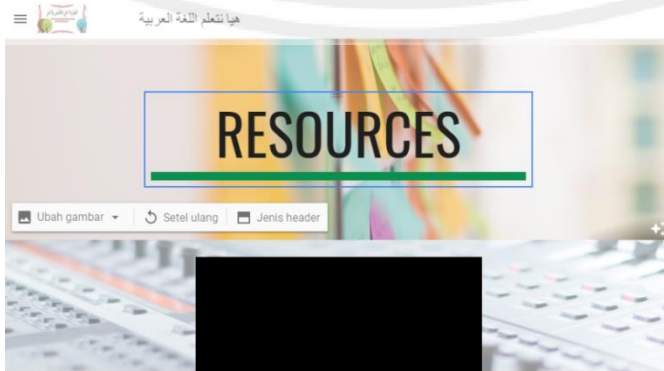 هيا نتعلم اللغة العربية
RESOURCES
Ubah gambar
Setel ulang
Jenis header